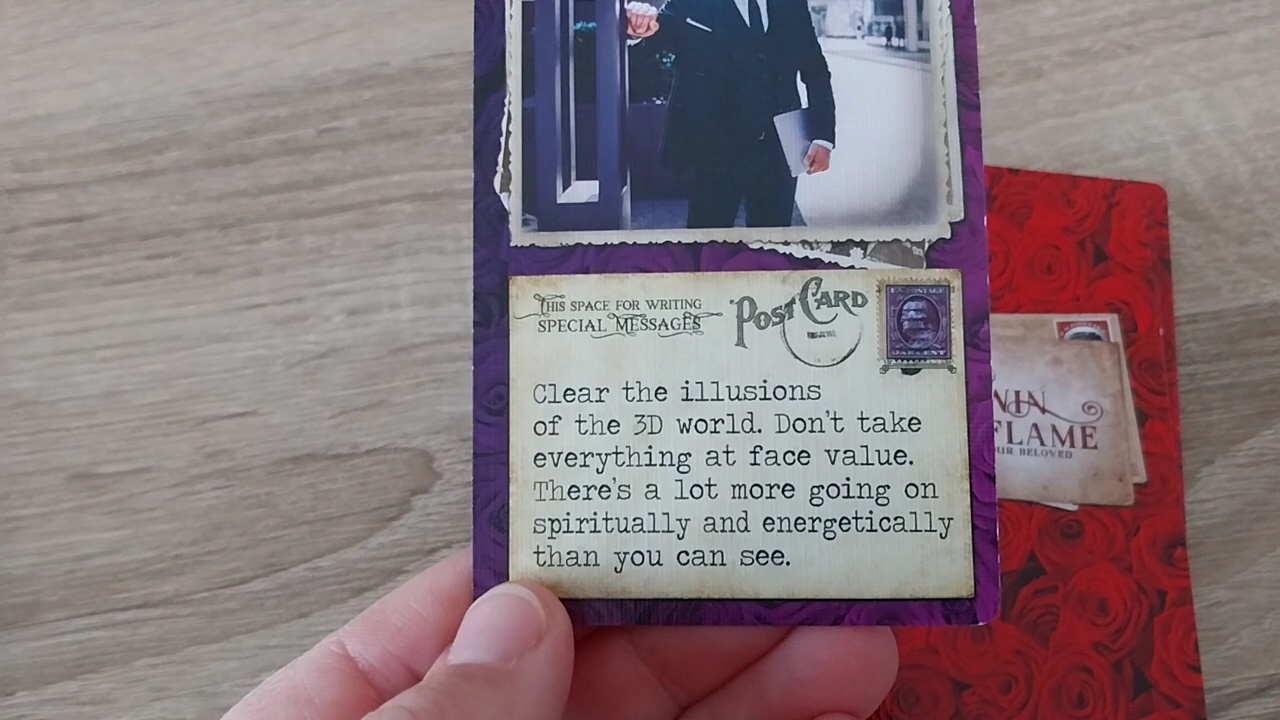 THIS SPACE FOR WRITING
SPECIAL MESSAGES
POST CARD
Clear the illusions
of the 3D world. Don't take
everything at face value.
There's a lot more going on
spiritually and energetically
than you can see.
FLAME
BELOVED